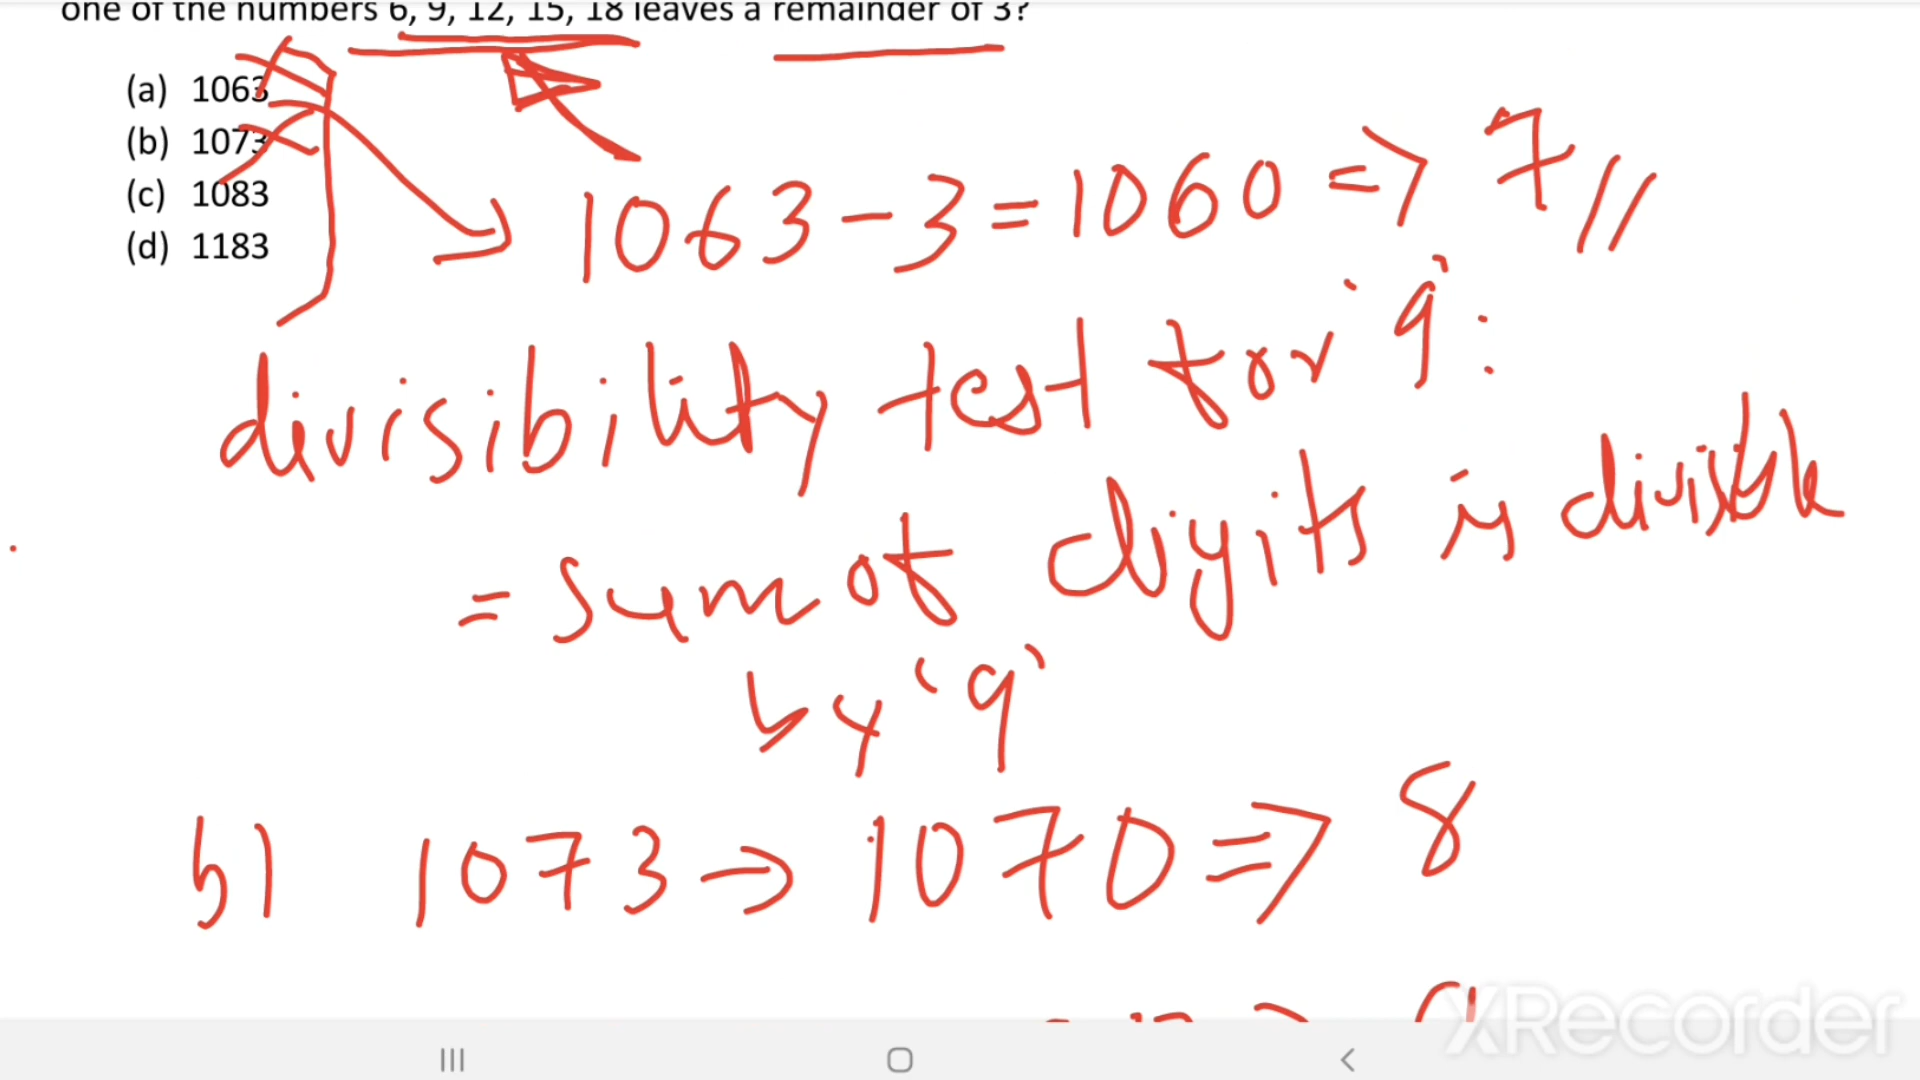 one of the numbers 6, 9, 12, 15, 18 leaves a remainder of 3?
(a) 1063
(b) 1073
(c) 1083
(d) 1183
1063-3=1060 => 7//
divisibility test for '9':
= sum of digits is divisible
by '9'
b) 1073 → 1070 => 8
XRecorder